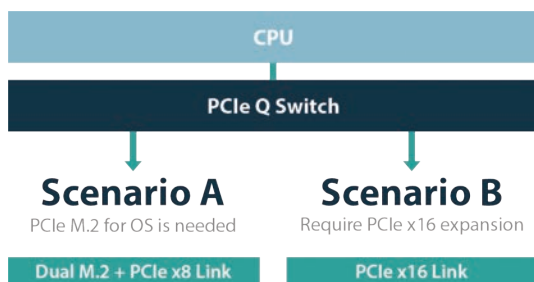 CPU
PCIe Q Switch
Scenario A
PCIe M.2 for OS is needed
Dual M.2 + PCIe x8 Link
Scenario B
Require PCIe x16 expansion
PCIe x16 Link